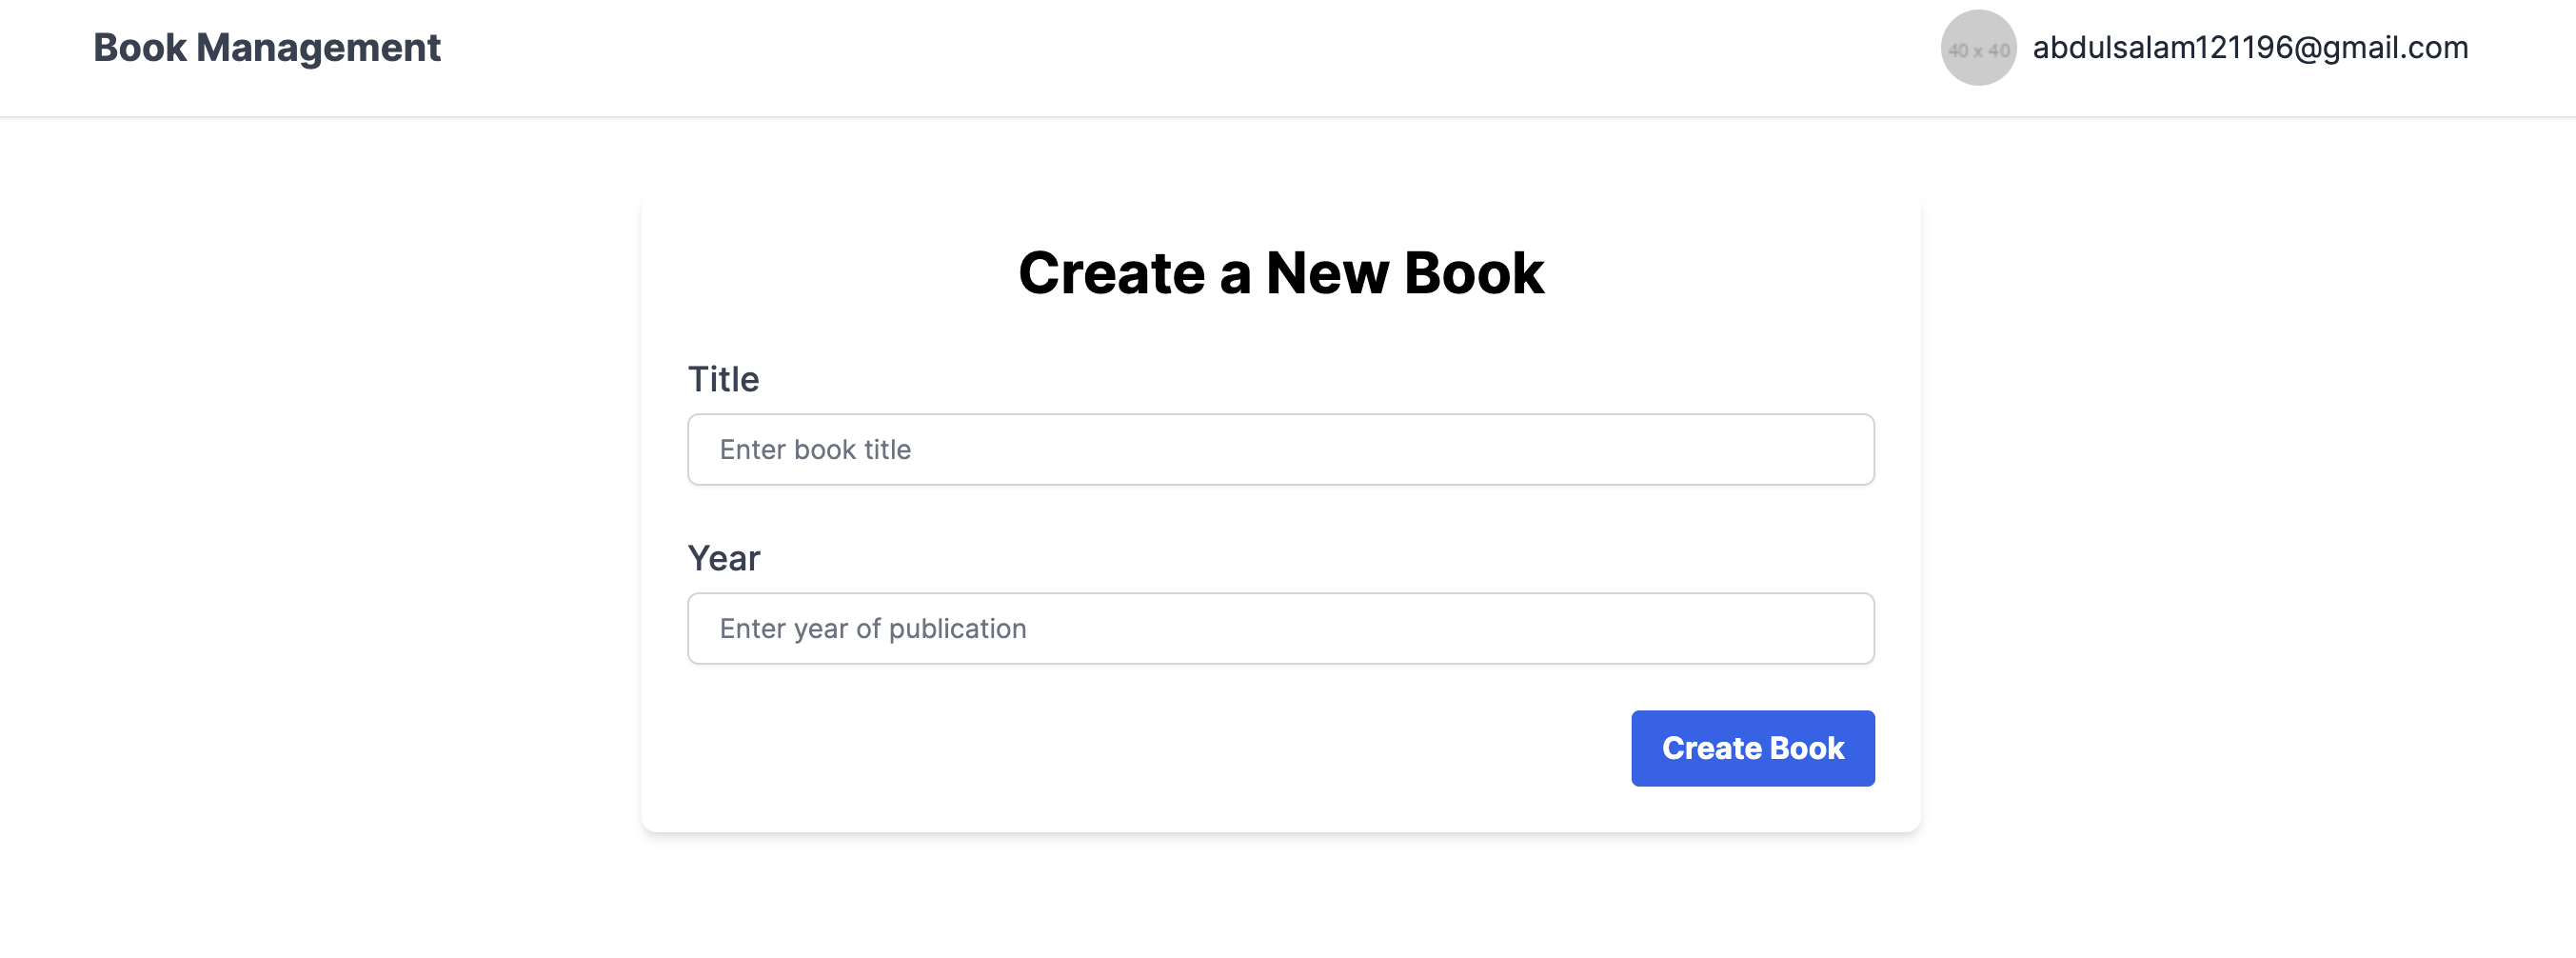 Book Management
40 x 40
abdulsalam121196@gmail.com
Create a New Book
Title
Enter book title
Year
Enter year of publication
Create Book